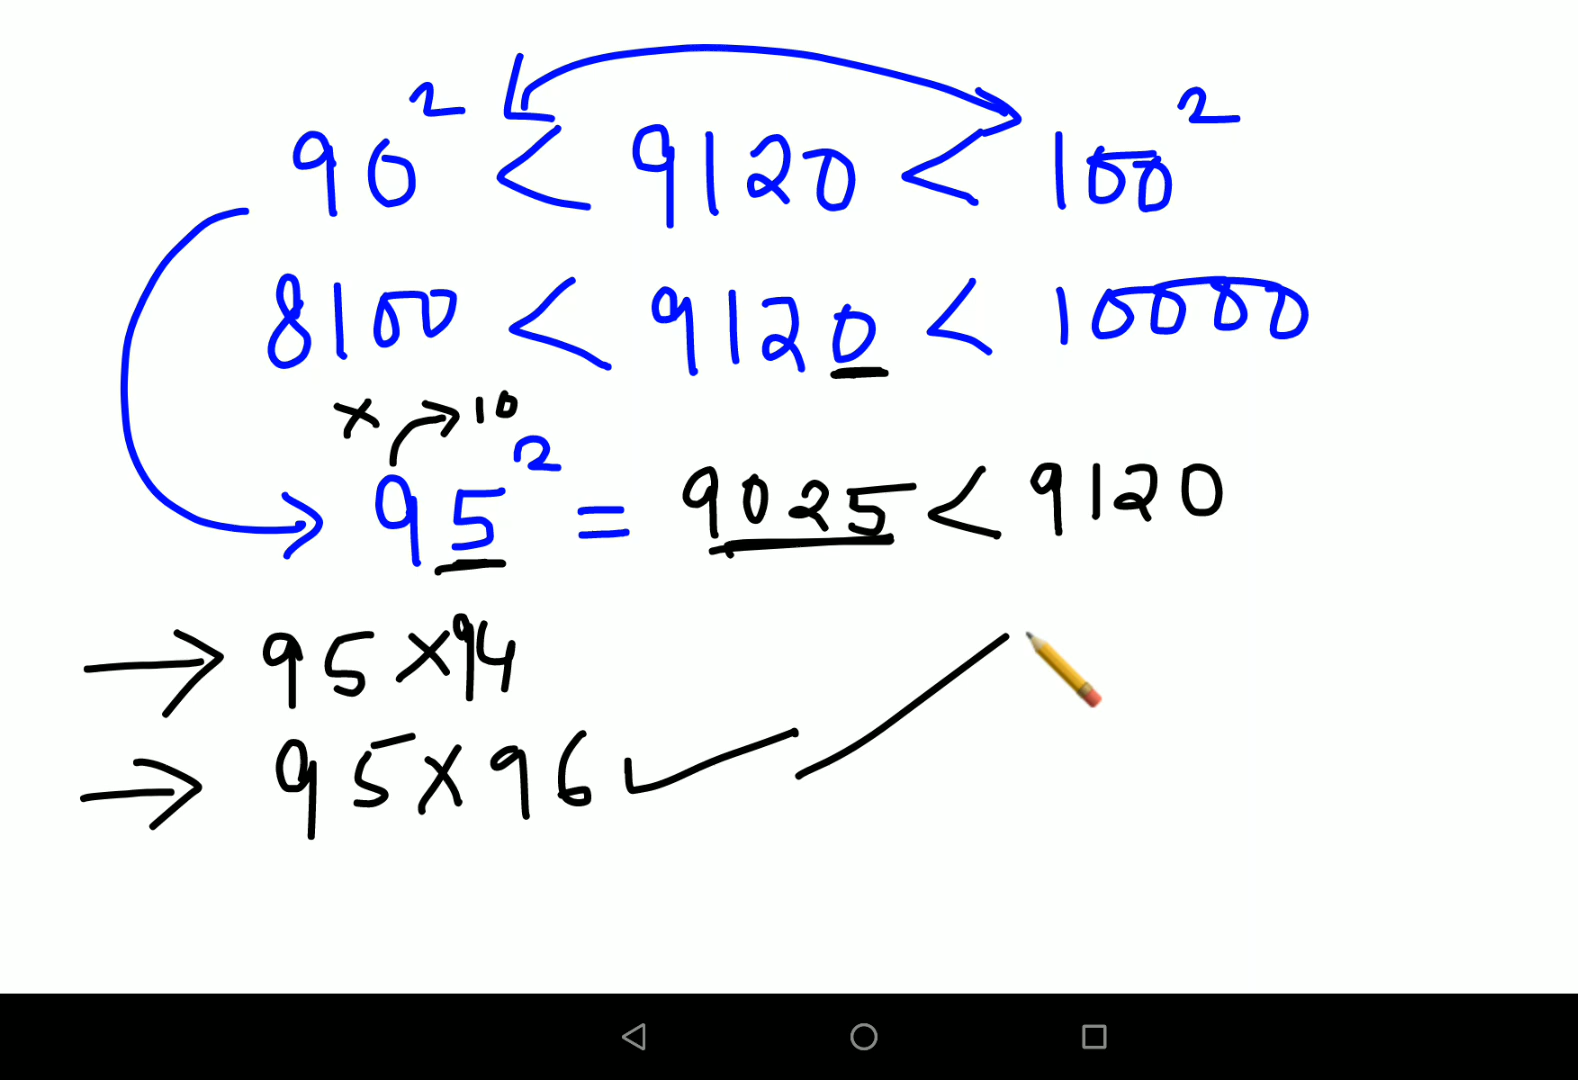 90² < 9120 < 100²
8100 < 9120 < 10000
x → 10
95² = 9025 < 9120
→ 95 × 94
→ 95 × 96 ✓